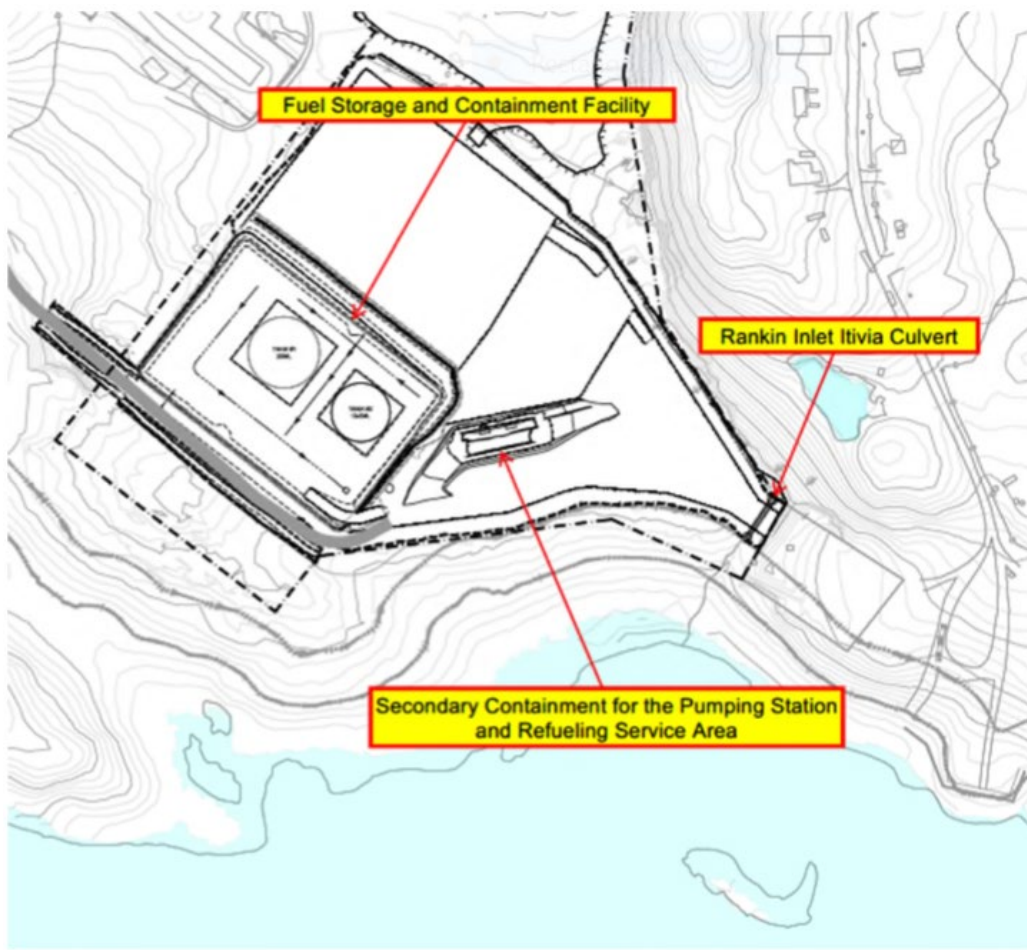 Fuel Storage and Containment Facility
Rankin Inlet Itivia Culvert
Secondary Containment for the Pumping Station
and Refueling Service Area